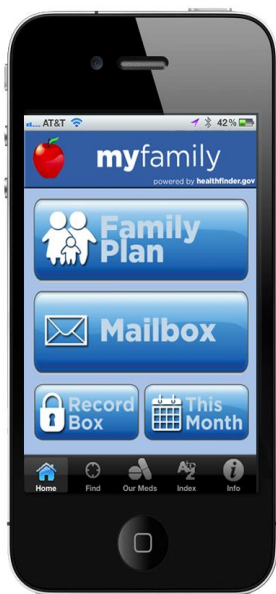 AT&T 42%
myfamily
powered by healthfinder.gov
Family
Plan
Mailbox
Record
Box
This
Month
Home Find Our Meds Index Info